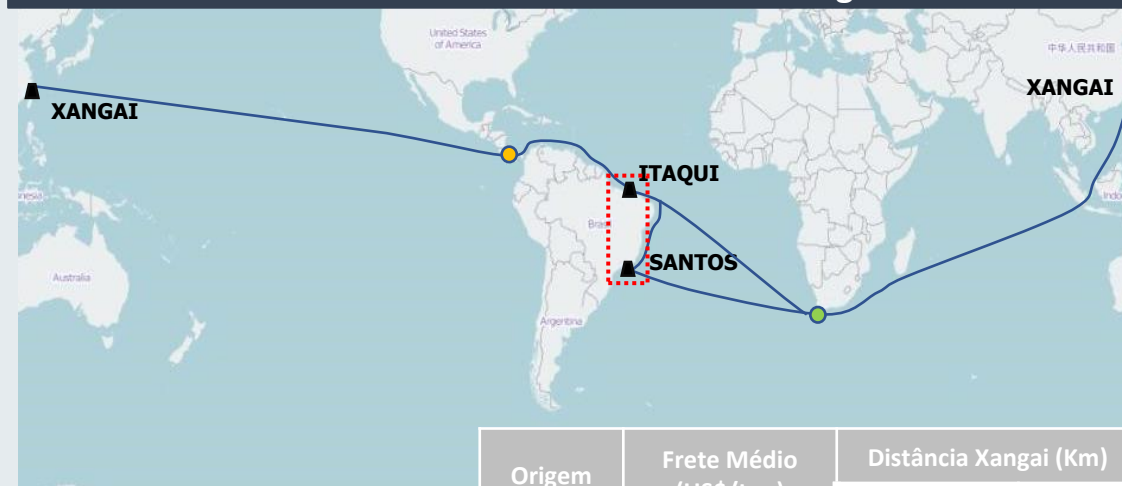 United States
of America
中华人民共和国
XANGAI
XANGAI
ITAQUI
Brasil
SANTOS
Australia
Argentina
Origem
Frete Médio
Distância Xangai (Km)